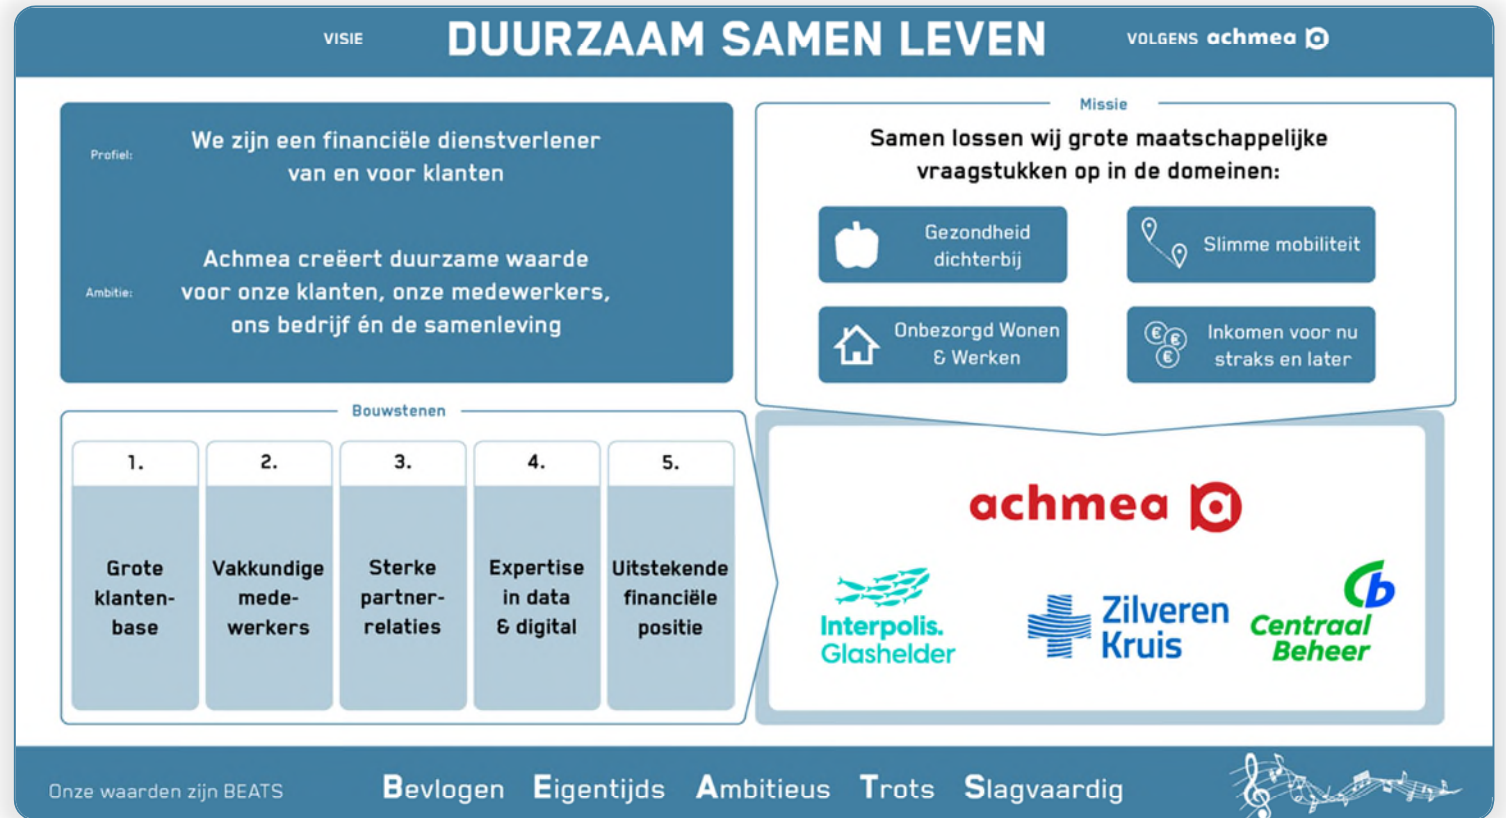 VISIE
DUURZAAM SAMEN LEVEN
VOLGENS achmea
Profiel:
We zijn een financiële dienstverlener
van en voor klanten
Ambitie:
Achmea creëert duurzame waarde
voor onze klanten, onze medewerkers,
ons bedrijf én de samenleving
Missie
Samen lossen wij grote maatschappelijke
vraagstukken op in de domeinen:
Gezondheid
dichterbij
Slimme mobiliteit
Onbezorgd Wonen
& Werken
Inkomen voor nu
straks en later
Bouwstenen
1.
Grote
klanten-
base
2.
Vakkundige
mede-
werkers
3.
Sterke
partner-
relaties
4.
Expertise
in data
& digital
5.
Uitstekende
financiële
positie
achmea
Interpolis.
Glashelder
Zilveren
Kruis
Cb
Centraal
Beheer
Onze waarden zijn BEATS
Bevlogen Eigentijds Ambitieus Trots Slagvaardig